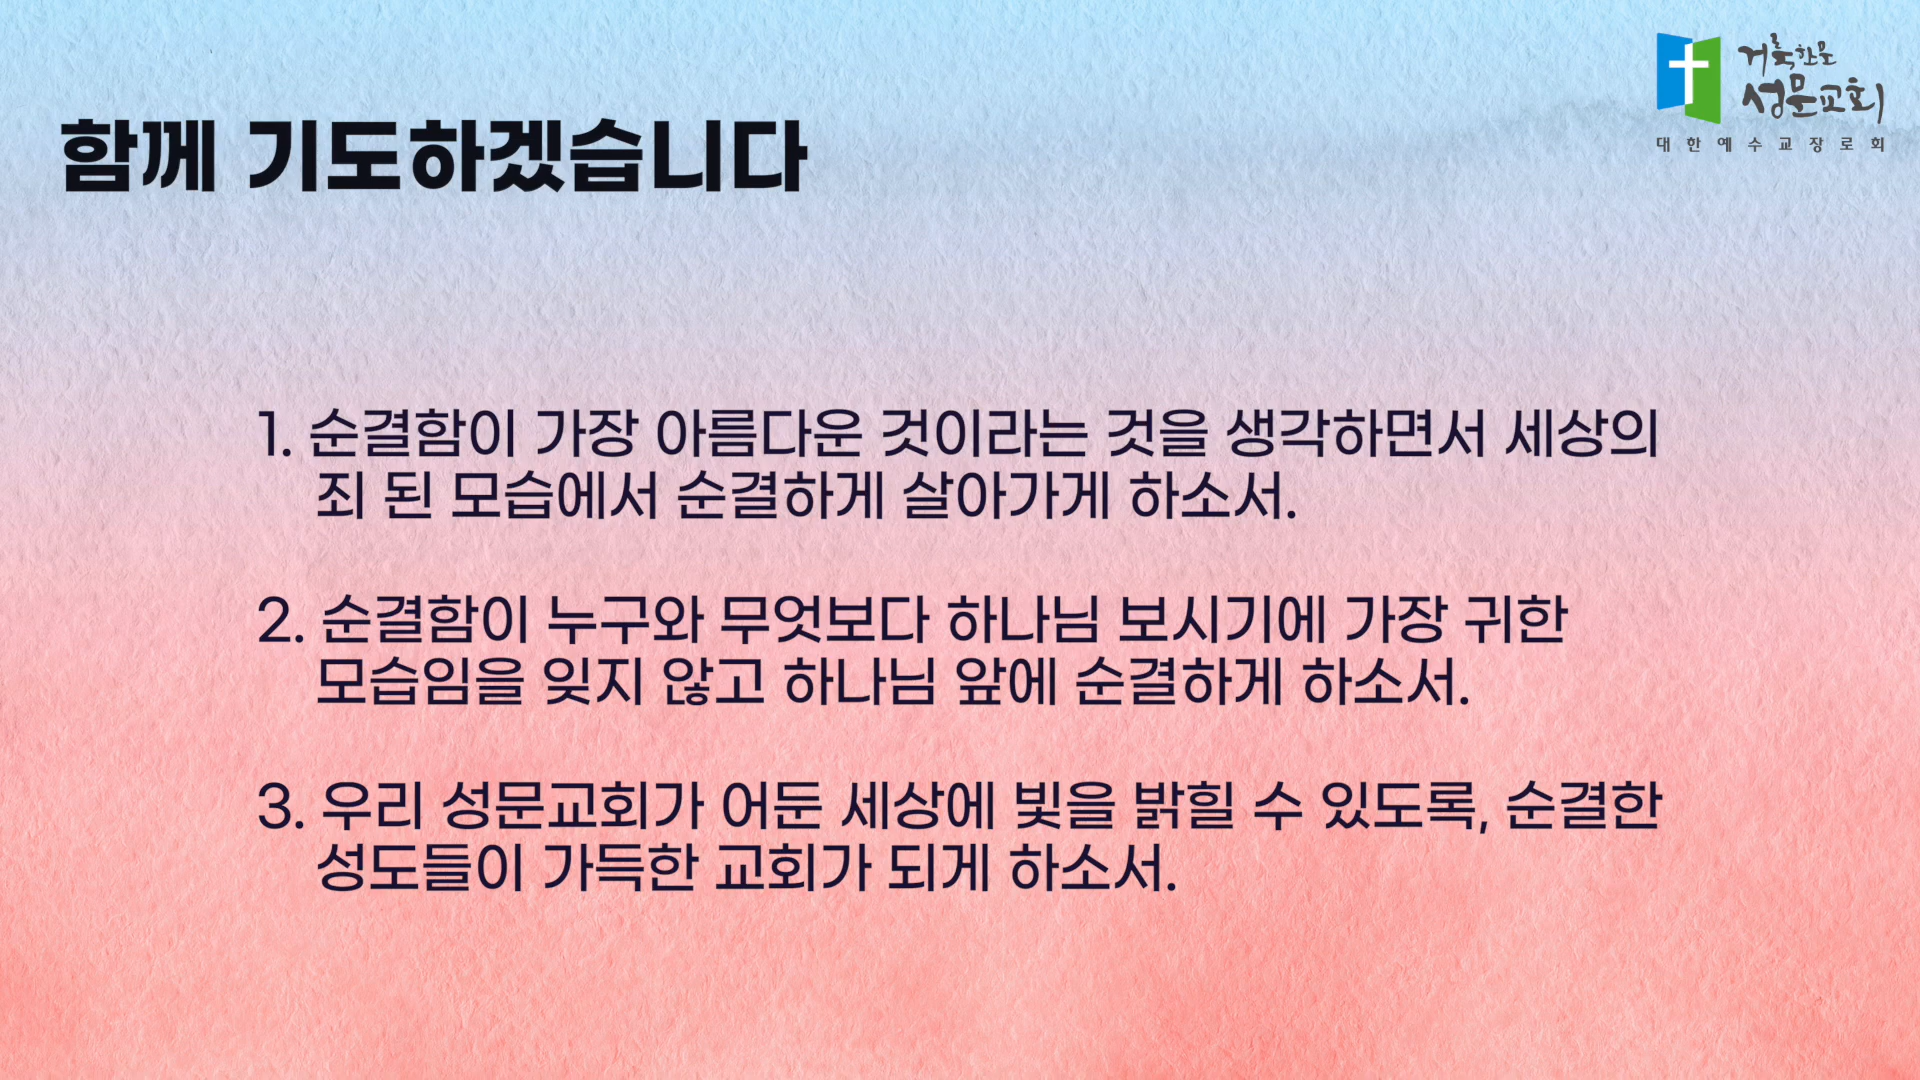 거룩한문
성문교회
대한예수교장로회
함께 기도하겠습니다
1. 순결함이 가장 아름다운 것이라는 것을 생각하면서 세상의
죄 된 모습에서 순결하게 살아가게 하소서.
2. 순결함이 누구와 무엇보다 하나님 보시기에 가장 귀한
모습임을 잊지 않고 하나님 앞에 순결하게 하소서.
3. 우리 성문교회가 어둔 세상에 빛을 밝힐 수 있도록, 순결한
성도들이 가득한 교회가 되게 하소서.